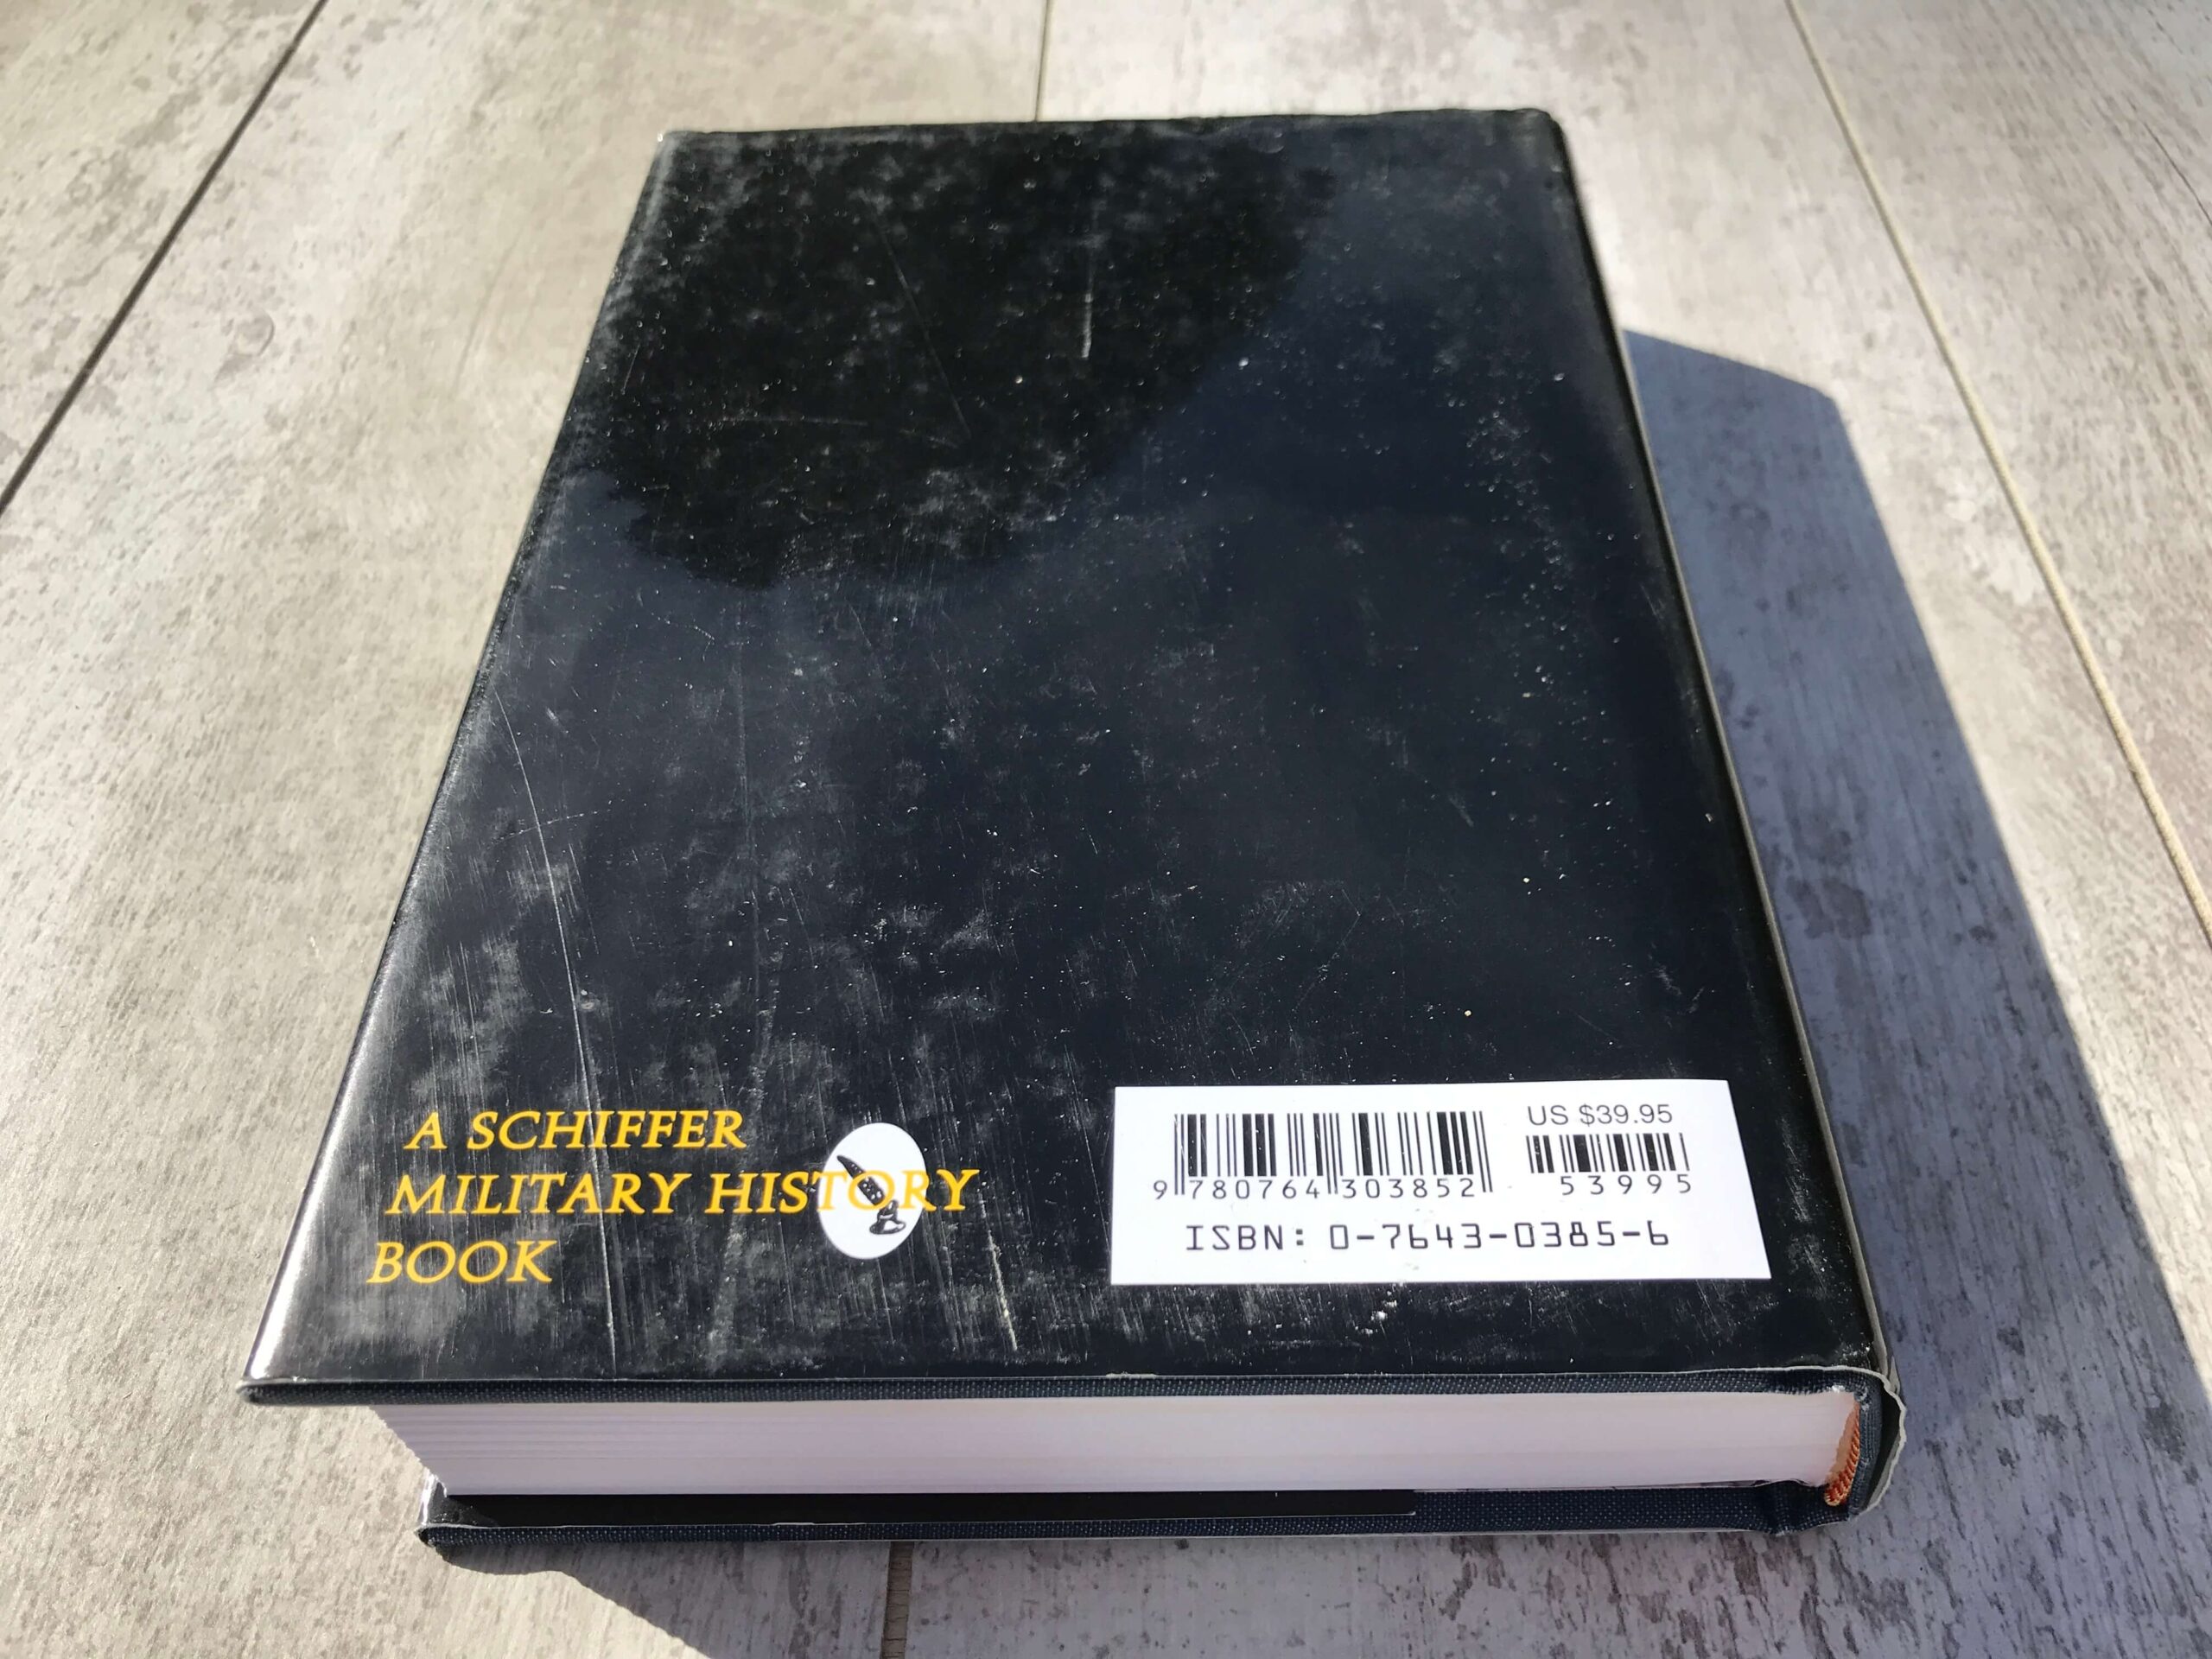 A SCHIFFER
MILITARY HISTORY
BOOK
US $39.95
9 780764 303852
53995
ISBN: 0-7643-0385-6